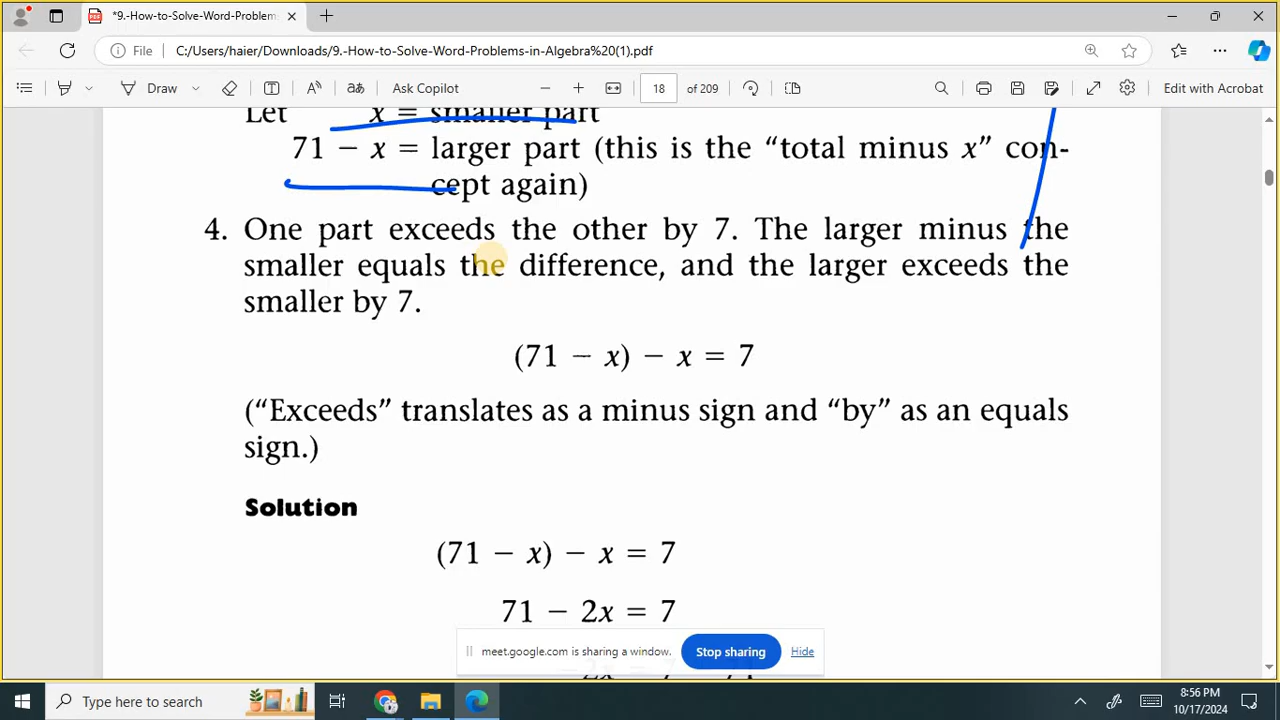 *9.-How-to-Solve-Word-Problem
File
C:/Users/haier/Downloads/9.-How-to-Solve-Word-Problems-in-Algebra%20(1).pdf
Draw
Ask Copilot
18 of 209
Edit with Acrobat
Let x = smaller part
71 − x = larger part (this is the “total minus x” con-
cept again)
4. One part exceeds the other by 7. The larger minus the
smaller equals the difference, and the larger exceeds the
smaller by 7.
(71 − x) − x = 7
(“Exceeds” translates as a minus sign and “by” as an equals
sign.)
Solution
(71 − x) − x = 7
71 − 2x = 7
meet.google.com is sharing a window.
Stop sharing
Hide
Type here to search
8:56 PM
10/17/2024